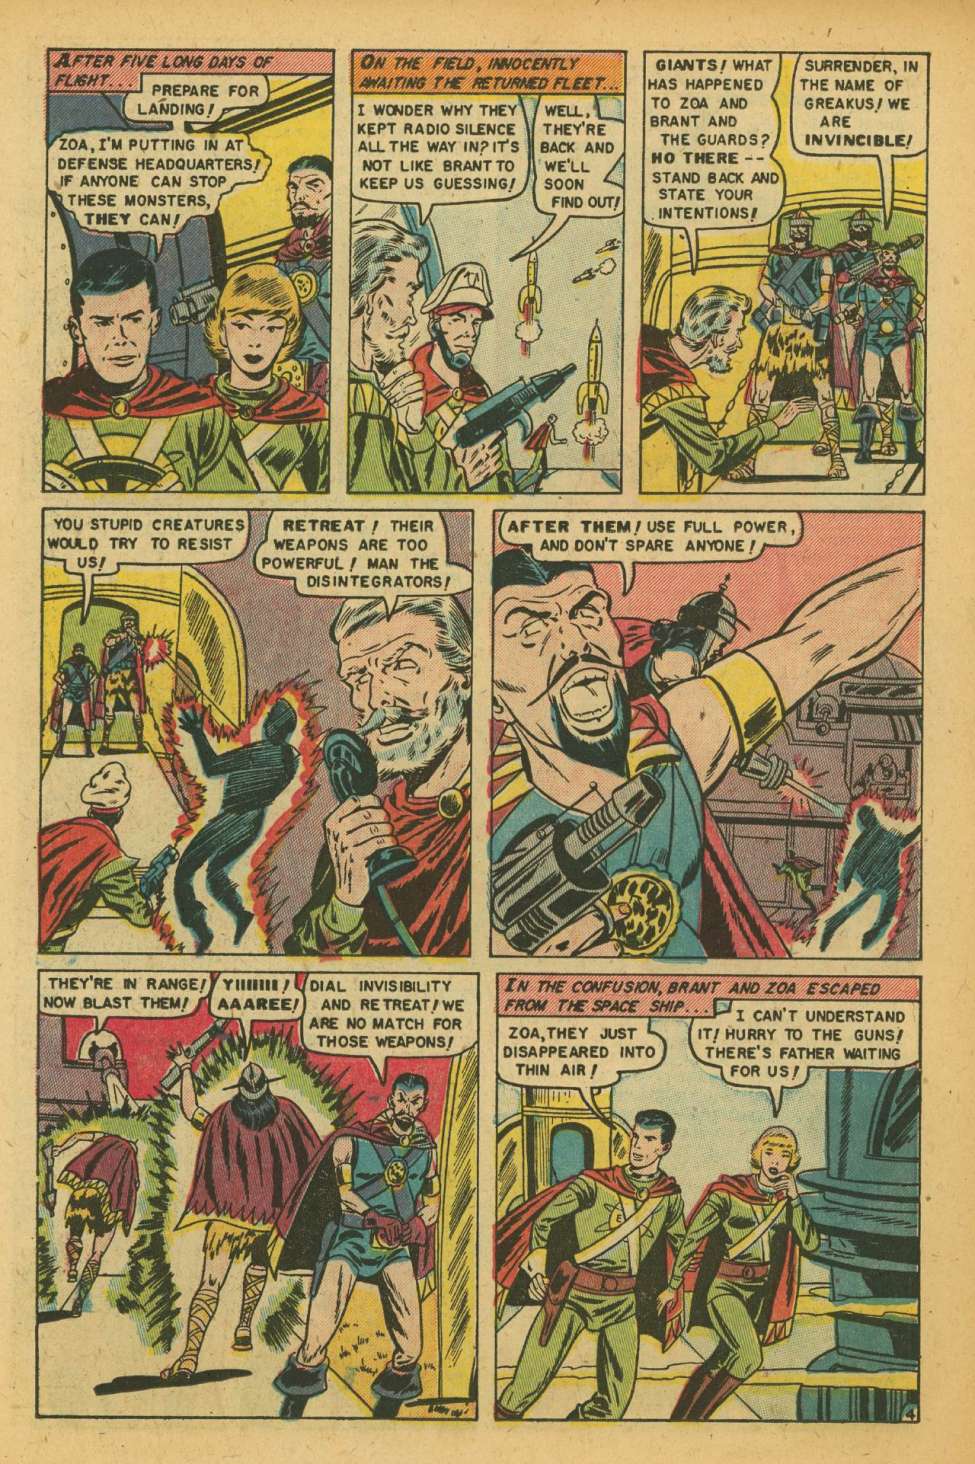 AFTER FIVE LONG DAYS OF
FLIGHT...
PREPARE FOR
LANDING!
ZOA, I'M PUTTING IN AT
DEFENSE HEADQUARTERS!
IF ANYONE CAN STOP
THESE MONSTERS,
THEY CAN!
ON THE FIELD, INNOCENTLY
AWAITING THE RETURNED FLEET...
I WONDER WHY THEY
KEPT RADIO SILENCE
ALL THE WAY IN? IT'S
NOT LIKE BRANT TO
KEEP US GUESSING!
WELL,
THEY'RE
BACK AND
WE'LL
SOON
FIND OUT!
GIANTS! WHAT
HAS HAPPENED
TO ZOA AND
BRANT AND
THE GUARDS?
HO THERE --
STAND BACK AND
STATE YOUR
INTENTIONS!
SURRENDER, IN
THE NAME OF
GREAKUS! WE
ARE
INVINCIBLE!
YOU STUPID CREATURES
WOULD TRY TO RESIST
US!
RETREAT! THEIR
WEAPONS ARE TOO
POWERFUL! MAN THE
DISINTEGRATORS!
AFTER THEM! USE FULL POWER,
AND DON'T SPARE ANYONE!
THEY'RE IN RANGE!
NOW BLAST THEM!
YIIIIIII!
AAAREE!
DIAL INVISIBILITY
AND RETREAT! WE
ARE NO MATCH FOR
THOSE WEAPONS!
IN THE CONFUSION, BRANT AND ZOA ESCAPED
FROM THE SPACE SHIP...
ZOA, THEY JUST
DISAPPEARED INTO
THIN AIR!
I CAN'T UNDERSTAND
IT! HURRY TO THE GUNS!
THERE'S FATHER WAITING
FOR US!
E
4